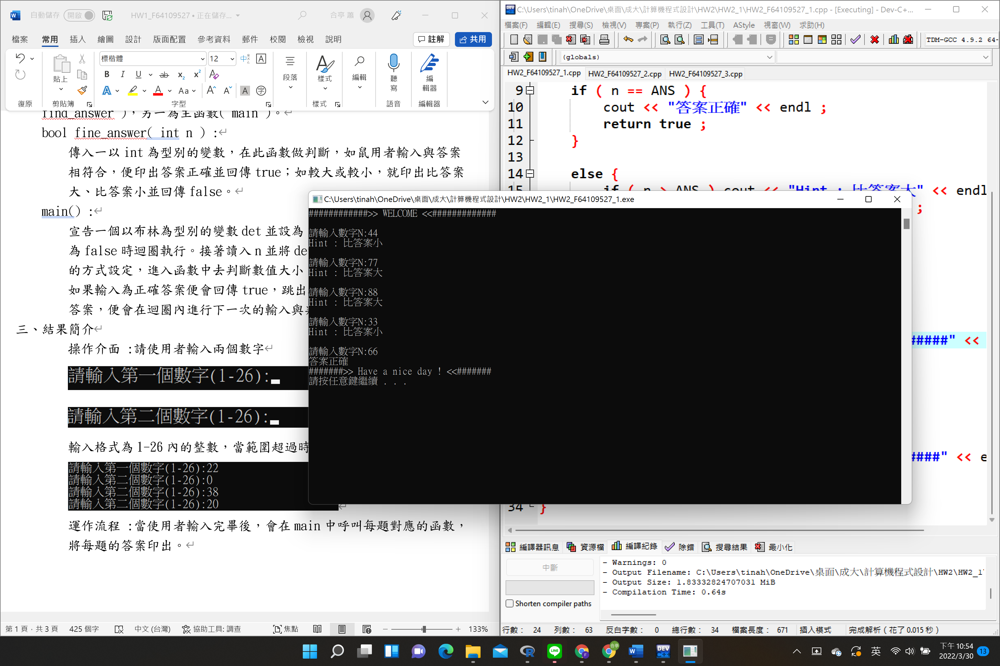 自動儲存 開啟 HW1_F64109527 • 正在儲存... 合亭 蕭
檔案 常用 插入 繪圖 設計 版面配置 參考資料 郵件 校閱 檢視 說明 註解 共用
標楷體 12
貼上 段落 樣式 編輯 聽寫 編輯器
復原 剪貼簿 字型 樣式 語音 編輯器
find_answer )，另一為主函數( main )。
bool fine_answer( int n ) :
傳入一以 int 為型別的變數，在此函數做判斷，如鼠用者輸入與答案
相符合，便印出答案正確並回傳 true；如較大或較小，就印出比答案
大、比答案小並回傳 false。
main() :
宣告一個以布林為型別的變數 det 並設為
為 false 時迴圈執行。接著讀入 n 並將 de
的方式設定，進入函數中去判斷數值大小
如果輸入為正確答案便會回傳 true，跳出
答案，便會在迴圈內進行下一次的輸入與
三、結果簡介
操作介面 :請使用者輸入兩個數字
請輸入第一個數字(1-26):
請輸入第二個數字(1-26):
輸入格式為 1-26 內的整數，當範圍超過時
請輸入第一個數字(1-26):22
請輸入第二個數字(1-26):0
請輸入第二個數字(1-26):38
請輸入第二個數字(1-26):20
運作流程 :當使用者輸入完畢後，會在 main 中呼叫每題對應的函數，
將每題的答案印出。
第 1 頁，共 3 頁 425 個字 中文 (台灣) 協助工具: 調查 焦點 133%
C:\Users\tinah\OneDrive\桌面\成大\計算機程式設計\HW2\HW2_1\HW2_F64109527_1.cpp - [Executing] - Dev-C+...
檔案(F) 編輯(E) 搜尋(S) 檢視(V) 專案(P) 執行(Z) 工具(T) AStyle 視窗(W) 求助(H)
TDM-GCC 4.9.2 64-
(globals)
HW2_F64109527_1.cpp HW2_F64109527_2.cpp HW2_F64109527_3.cpp
9 if ( n == ANS ) {
10 cout << "答案正確" << endl ;
11 return true ;
12 }
13
14 else {
15 if ( n > ANS ) cout << "Hint : 比答案大" << endl
;
#####" <<
####" << e
34 }
C:\Users\tinah\OneDrive\桌面\成大\計算機程式設計\HW2\HW2_1\HW2_F64109527_1.exe
############>> WELCOME <<#############
請輸入數字N:44
Hint : 比答案小
請輸入數字N:77
Hint : 比答案大
請輸入數字N:88
Hint : 比答案大
請輸入數字N:33
Hint : 比答案小
請輸入數字N:66
答案正確
#######>> Have a nice day ! <<#######
請按任意鍵繼續 . . .
編譯器訊息 資源檔 編譯紀錄 除錯 搜尋結果 最小化
中斷
Shorten compiler paths
- Warnings: 0
- Output Filename: C:\Users\tinah\OneDrive\桌面\成大\計算機程式設計\HW2\HW2_1
- Output Size: 1.83332824707031 MiB
- Compilation Time: 0.64s
行數： 24 列數： 63 反白字數： 0 總行數： 34 檔案長度： 671 插入模式 完成解析 ( 花了 0.015 秒 )
英 下午 10:54
2022/3/30 13